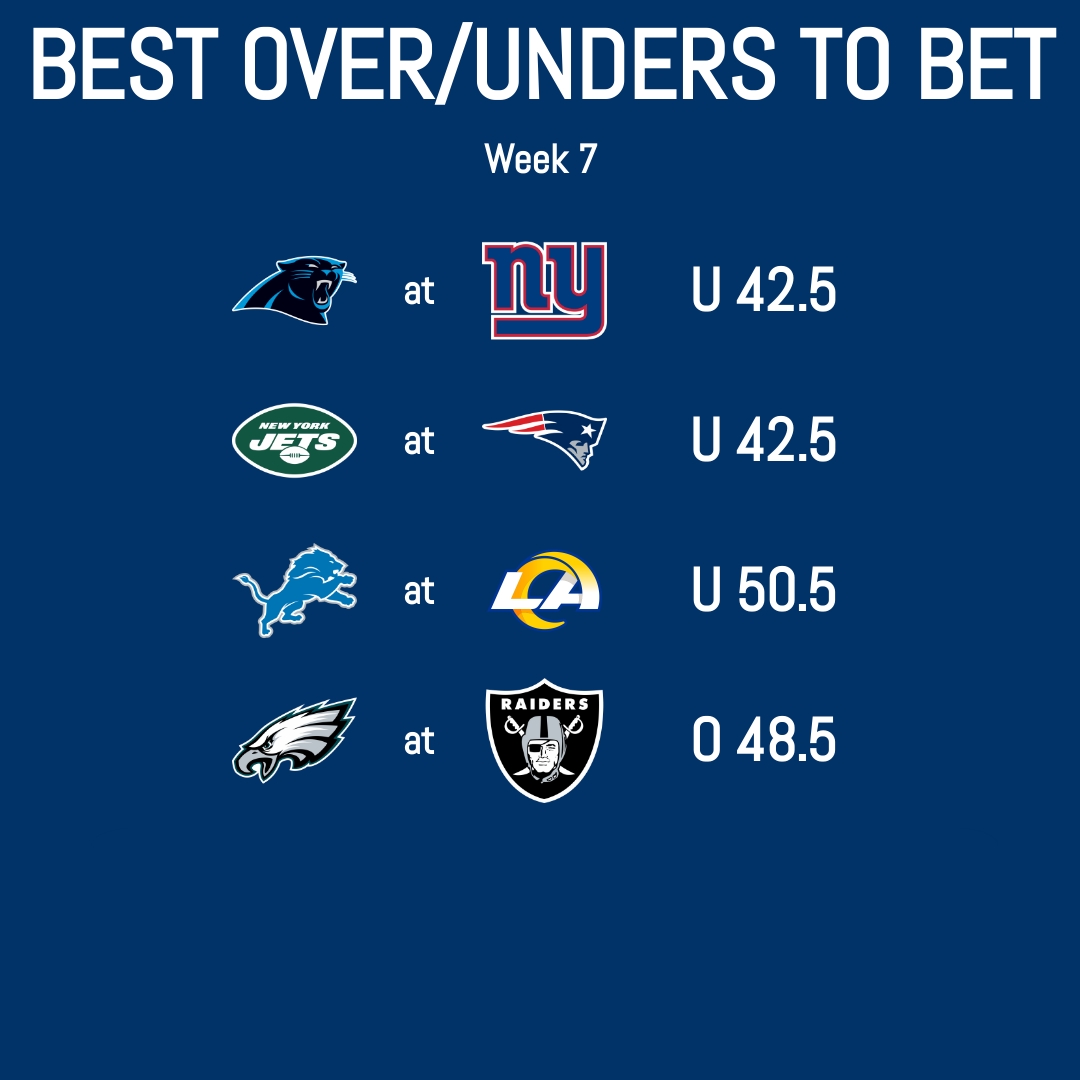 BEST OVER/UNDERS TO BET
Week 7
at
ny
U 42.5
NEW YORK
JETS
at
U 42.5
at
LA
U 50.5
at
RAIDERS
O 48.5